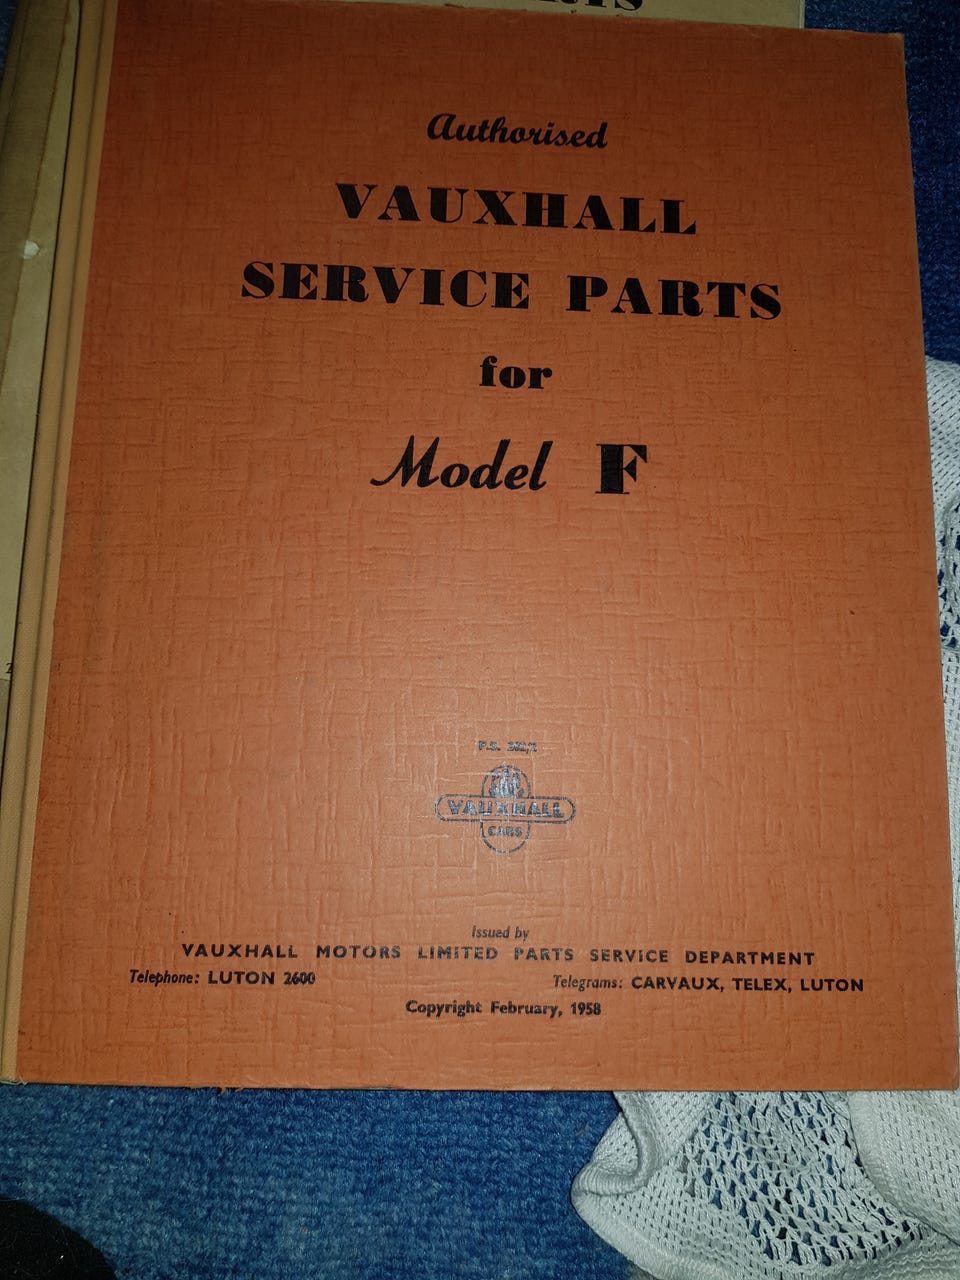 Authorised
VAUXHALL
SERVICE PARTS
for
Model F
P.S.
VAUXHALL
CARS
Issued by
VAUXHALL MOTORS LIMITED PARTS SERVICE DEPARTMENT
Telephone: LUTON 2600
Telegrams: CARVAUX, TELEX, LUTON
Copyright February, 1958